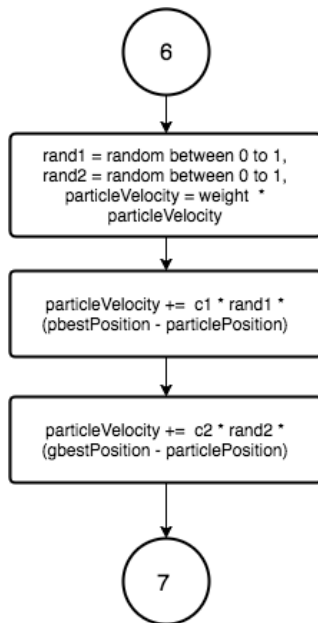 6
rand1 = random between 0 to 1,
rand2 = random between 0 to 1,
particleVelocity = weight *
particleVelocity
particleVelocity += c1 * rand1 *
(pbestPosition - particlePosition)
particleVelocity += c2 * rand2 *
(gbestPosition - particlePosition)
7